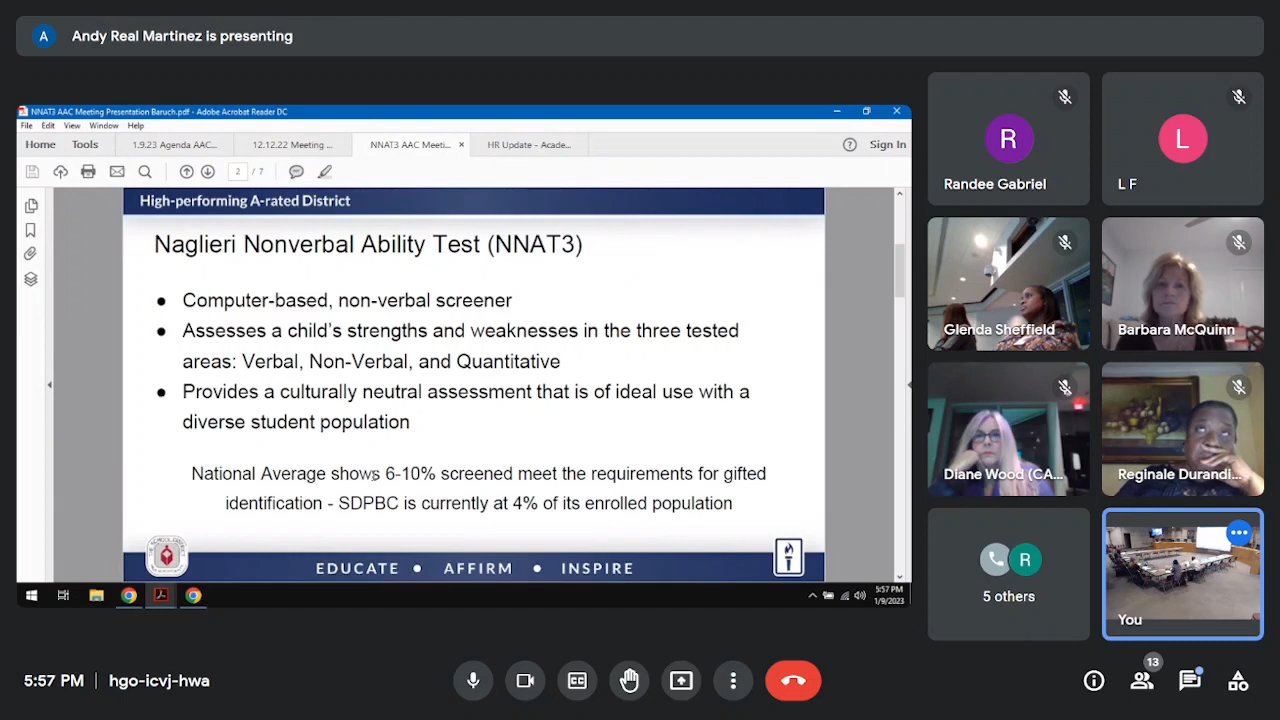 A
Andy Real Martinez is presenting
NNAT3 AAC Meeting Presentation Baruch.pdf - Adobe Acrobat Reader DC
File Edit View Window Help
Home Tools 1.9.23 Agenda AAC... 12.12.22 Meeting ... NNAT3 AAC Meeti... × HR Update - Acade... Sign In
2 / 7
High-performing A-rated District
Naglieri Nonverbal Ability Test (NNAT3)
● Computer-based, non-verbal screener
● Assesses a child's strengths and weaknesses in the three tested
areas: Verbal, Non-Verbal, and Quantitative
● Provides a culturally neutral assessment that is of ideal use with a
diverse student population
National Average shows 6-10% screened meet the requirements for gifted
identification - SDPBC is currently at 4% of its enrolled population
EDUCATE ● AFFIRM ● INSPIRE
5:57 PM
1/9/2023
R
Randee Gabriel
L
L F
Glenda Sheffield
Barbara McQuinn
Diane Wood (CA...
Reginale Durandi...
R
5 others
You
5:57 PM | hgo-icvj-hwa
13